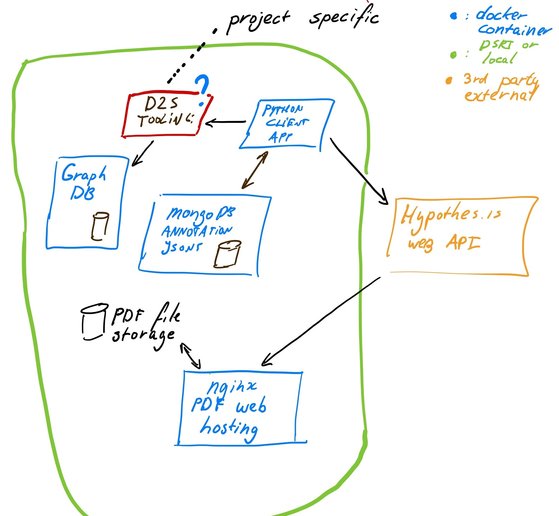 project specific
: docker
container
: DSRI or
local
: 3rd party
external
?
D2S
TOOLING:
PYTHON
CLIENT
APP
Graph
DB
MongoDB
ANNOTATION
JSONS
Hypothes.is
web API
PDF file
storage
nginx
PDF web
hosting